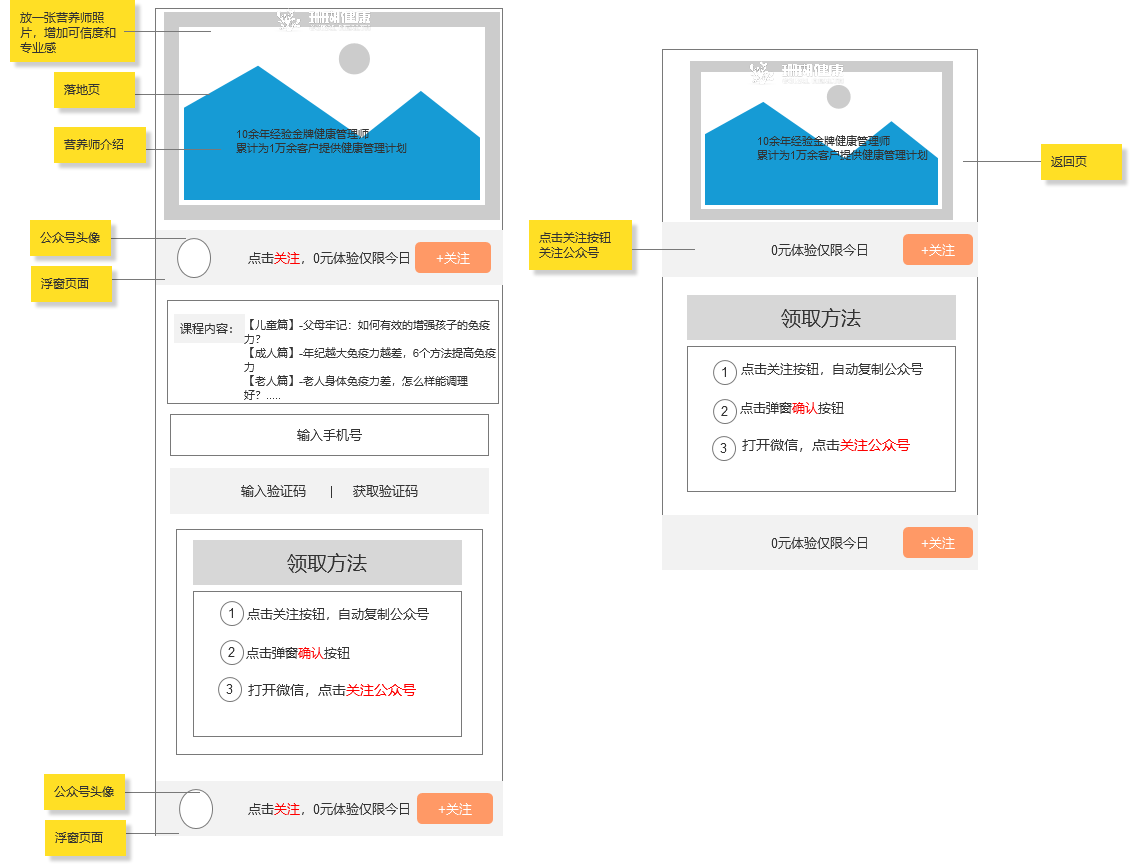 放一张营养师照
片，增加可信度和
专业感
落地页
营养师介绍
公众号头像
浮窗页面
珊瑚健康
10余年经验金牌健康管理师
累计为1万余客户提供健康管理计划
点击关注，0元体验仅限今日
+关注
课程内容：
【儿童篇】-父母牢记：如何有效的增强孩子的免疫
力？
【成人篇】-年纪越大免疫力越差，6个方法提高免疫
力
【老人篇】-老人身体免疫力差，怎么样能调理
好？.....
输入手机号
输入验证码 | 获取验证码
领取方法
1 点击关注按钮，自动复制公众号
2 点击弹窗确认按钮
3 打开微信，点击关注公众号
公众号头像
浮窗页面
点击关注，0元体验仅限今日
+关注
珊瑚健康
10余年经验金牌健康管理师
累计为1万余客户提供健康管理计划
返回页
点击关注按钮
关注公众号
0元体验仅限今日
+关注
领取方法
1 点击关注按钮，自动复制公众号
2 点击弹窗确认按钮
3 打开微信，点击关注公众号
0元体验仅限今日
+关注